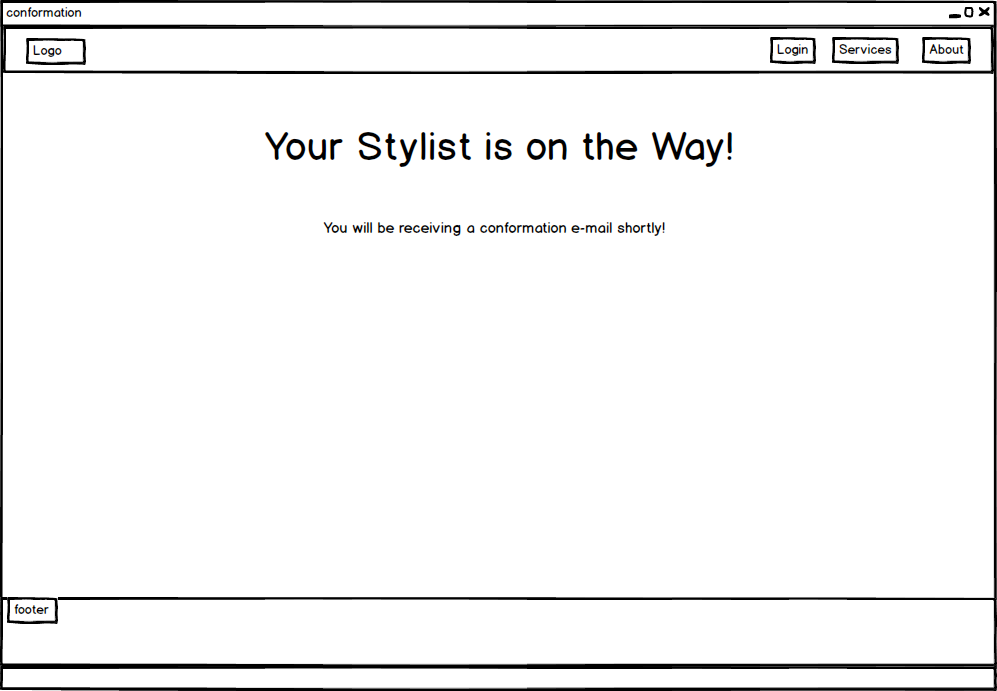 conformation
Logo
Login Services About
Your Stylist is on the Way!
You will be receiving a conformation e-mail shortly!
footer